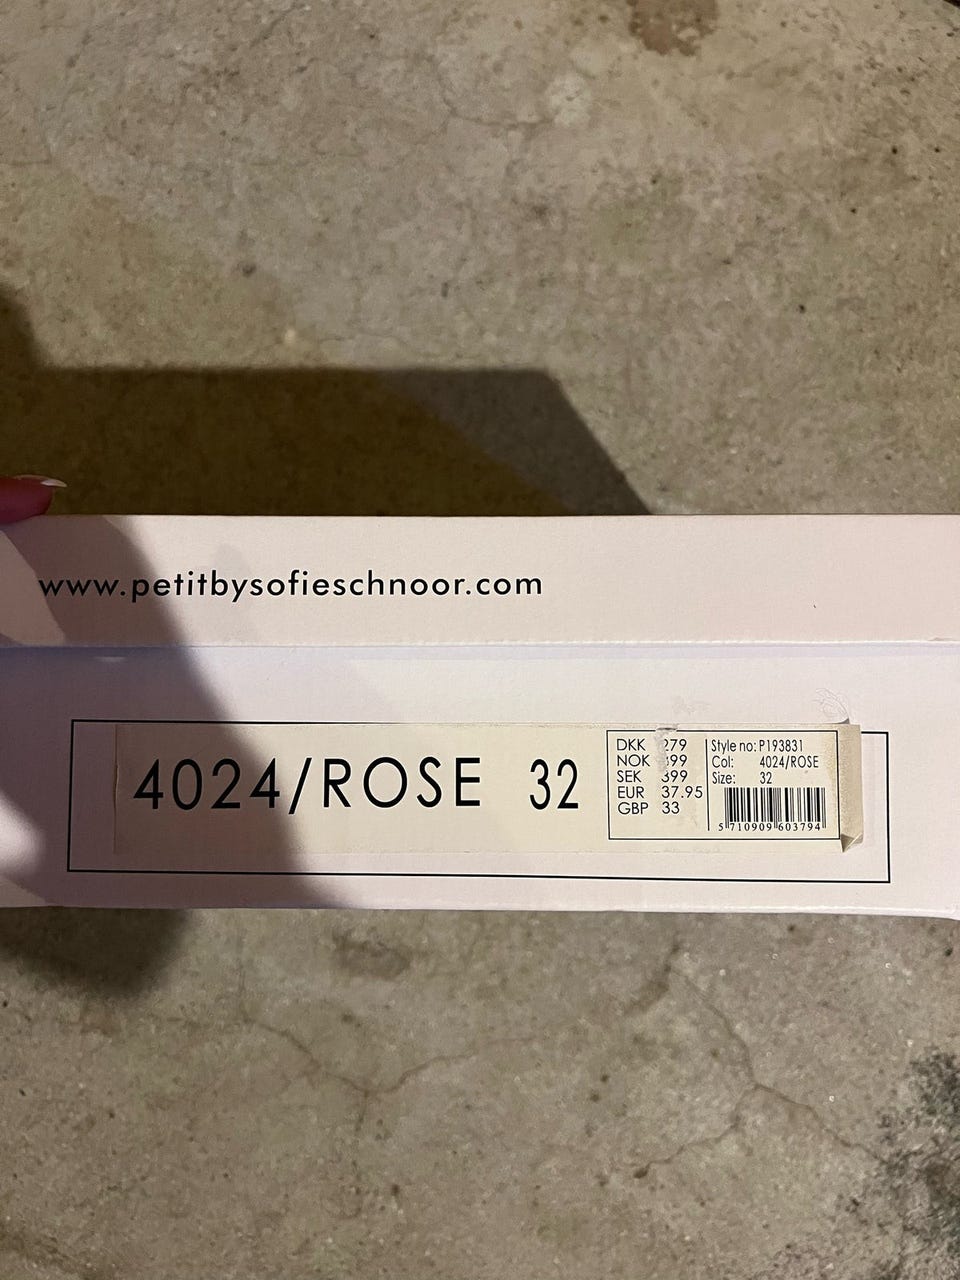 www.petitbysofieschnoor.com
4024/ROSE 32
DKK 279
NOK 399
SEK 399
EUR 37.95
GBP 33
Style no: P193831
Col: 4024/ROSE
Size: 32
5 710909 603794